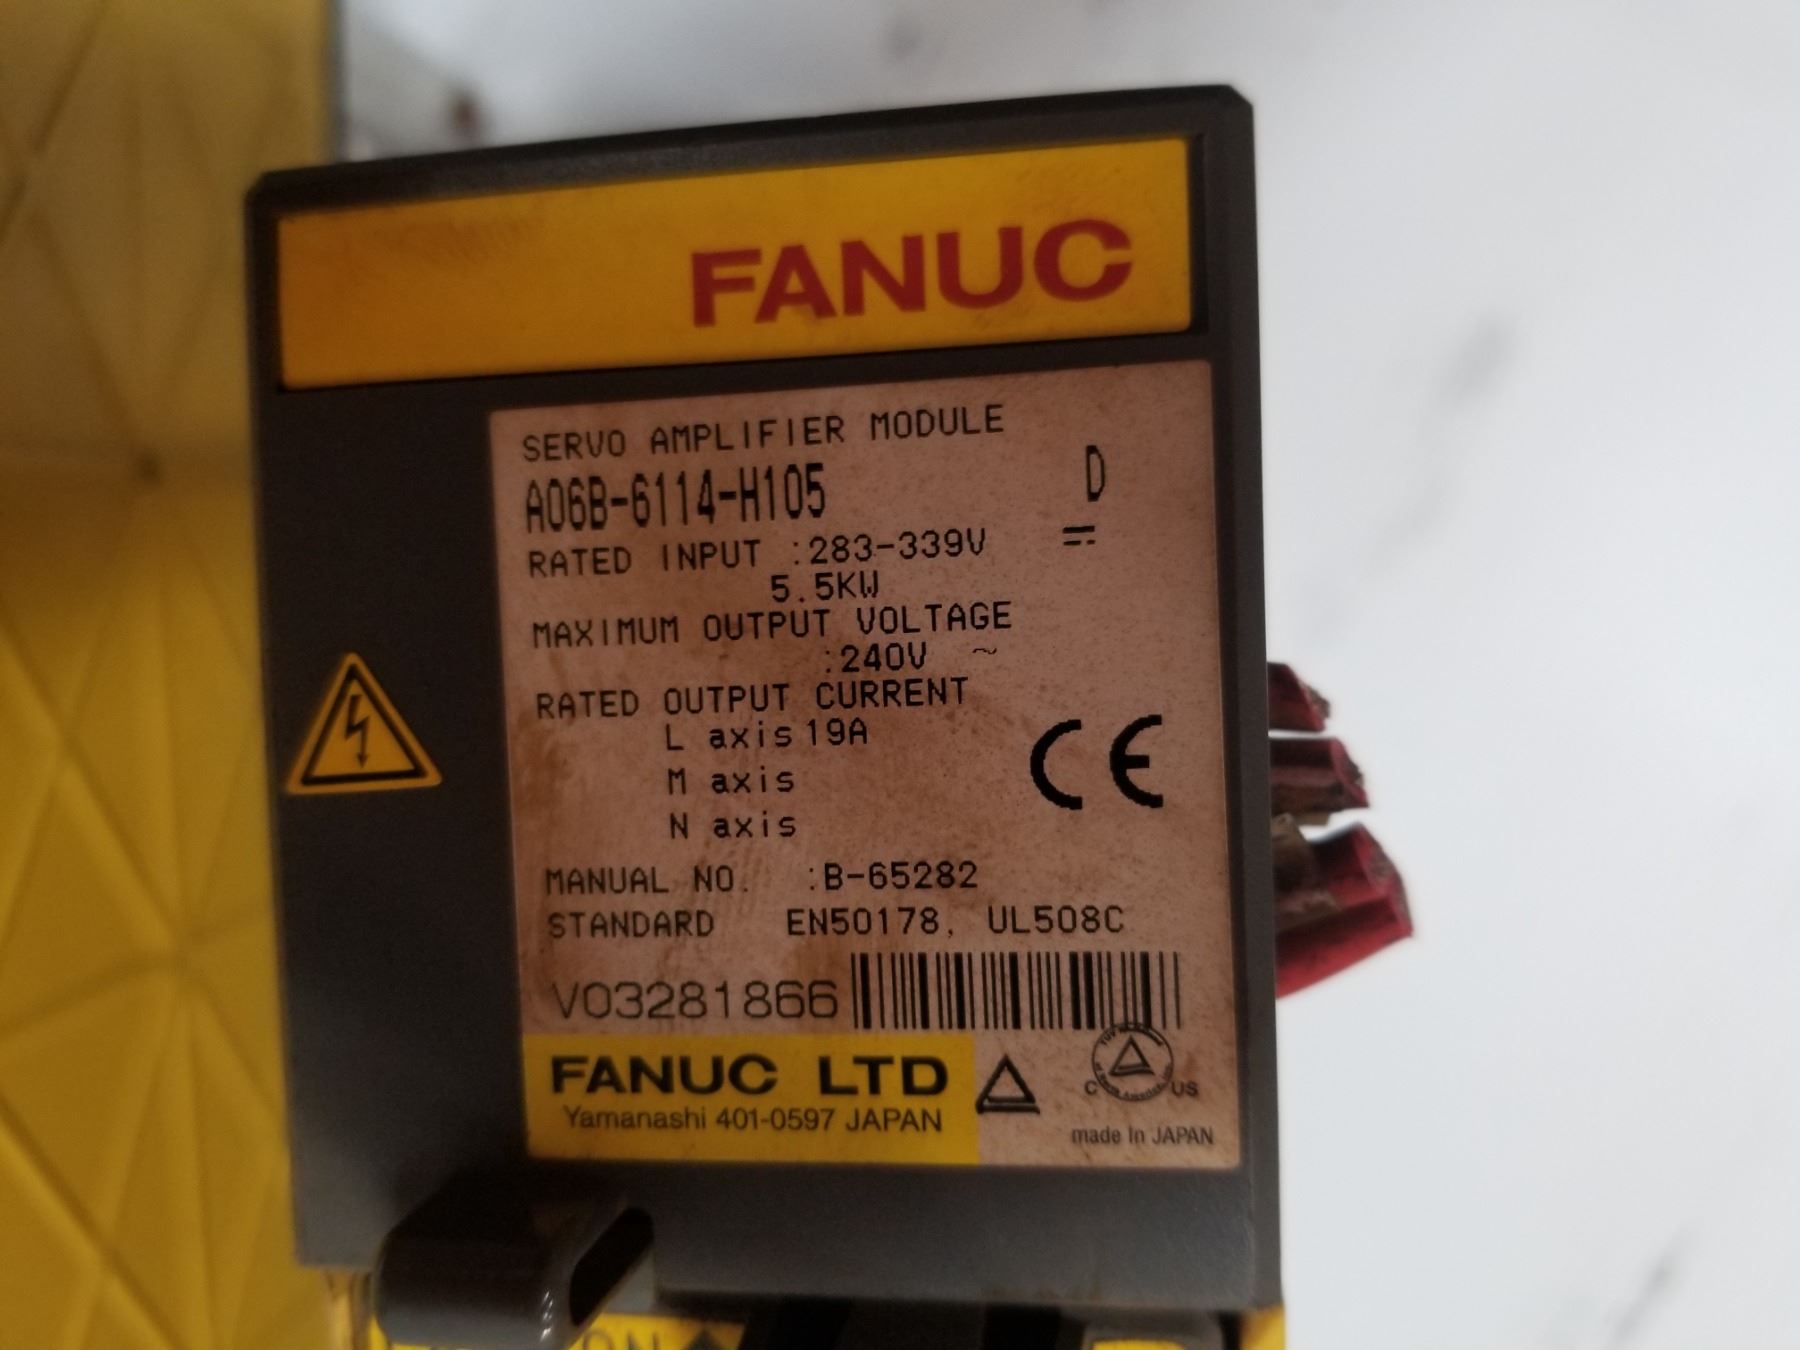 FANUC
SERVO AMPLIFIER MODULE
A06B-6114-H105 D
RATED INPUT :283-339V ⎓
5.5KW
MAXIMUM OUTPUT VOLTAGE
:240V ~
RATED OUTPUT CURRENT
L axis 19A
M axis
N axis
CE
MANUAL NO. :B-65282
STANDARD EN50178, UL508C
V03281866
FANUC LTD
Yamanashi 401-0597 JAPAN
C US
made in JAPAN